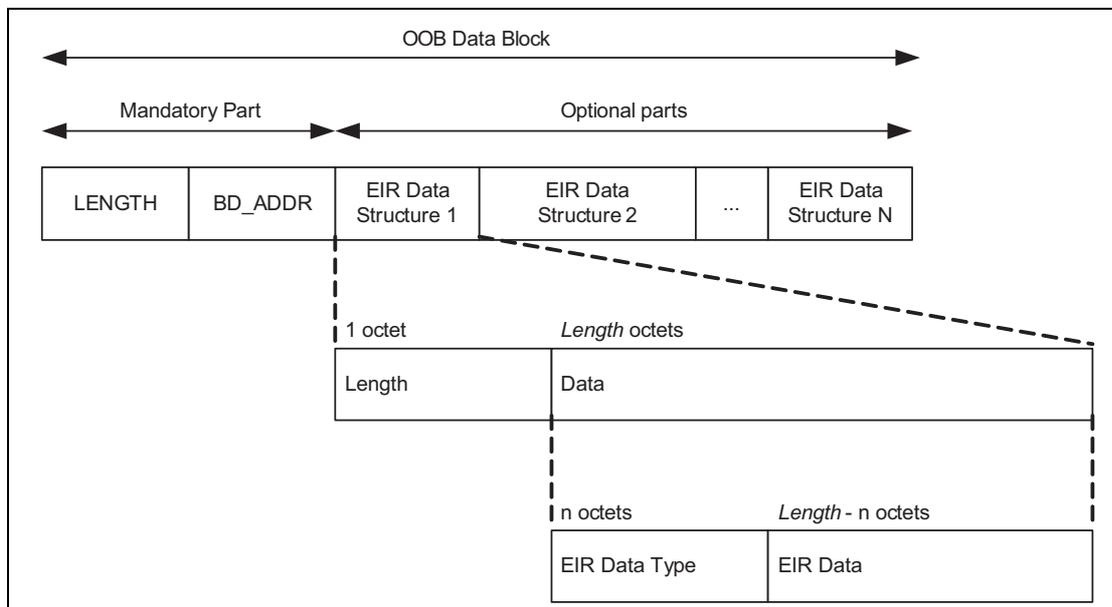 OOB Data Block
Mandatory Part
Optional parts
LENGTH
BD_ADDR
EIR Data
Structure 1
EIR Data
Structure 2
...
EIR Data
Structure N
1 octet
Length octets
Length
Data
n octets
Length - n octets
EIR Data Type
EIR Data